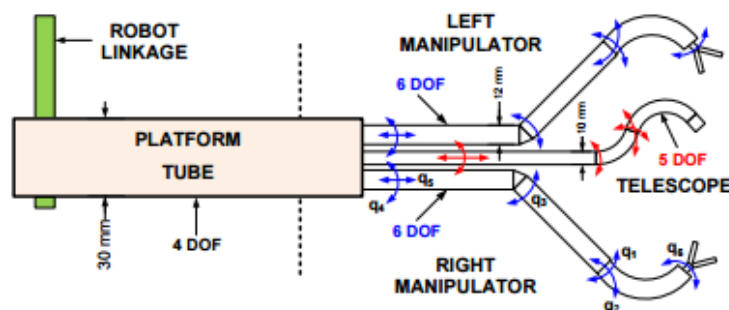 ROBOT
LINKAGE
LEFT
MANIPULATOR
6 DOF
12 mm
10 mm
PLATFORM
TUBE
5 DOF
TELESCOPE
q₅
q₄
q₃
30 mm
4 DOF
6 DOF
RIGHT
MANIPULATOR
q₁
q₆
q₂